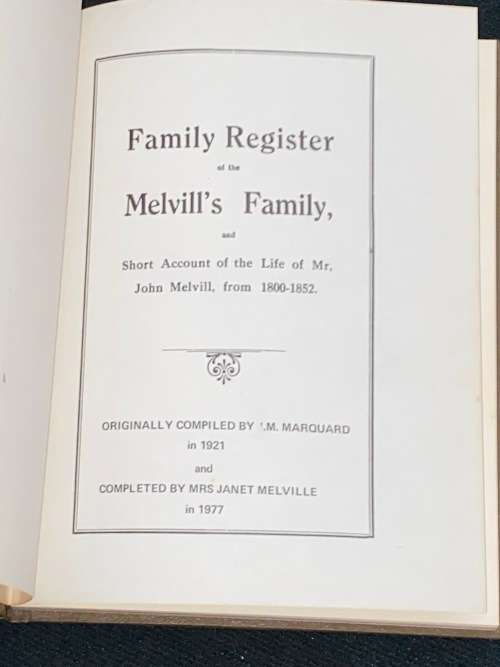 Family Register
of the
Melvill's Family,
and
Short Account of the Life of Mr.
John Melvill, from 1800-1852.
ORIGINALLY COMPILED BY '.M. MARQUARD
in 1921
and
COMPLETED BY MRS JANET MELVILLE
in 1977